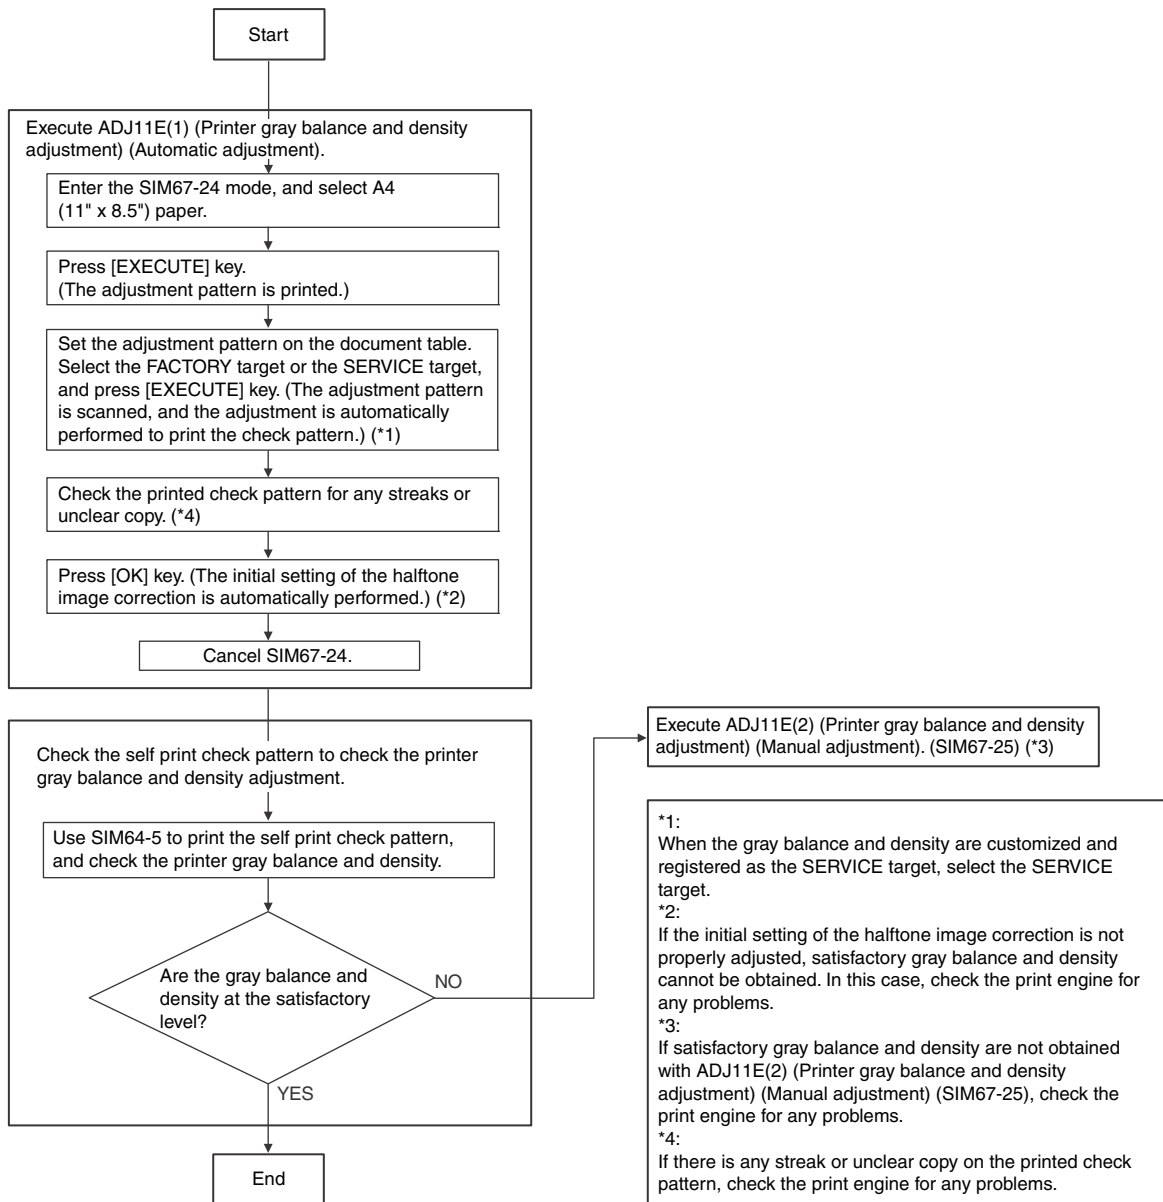 Start
Execute ADJ11E(1) (Printer gray balance and density
adjustment) (Automatic adjustment).
Enter the SIM67-24 mode, and select A4
(11" x 8.5") paper.
Press [EXECUTE] key.
(The adjustment pattern is printed.)
Set the adjustment pattern on the document table.
Select the FACTORY target or the SERVICE target,
and press [EXECUTE] key. (The adjustment pattern
is scanned, and the adjustment is automatically
performed to print the check pattern.) (*1)
Check the printed check pattern for any streaks or
unclear copy. (*4)
Press [OK] key. (The initial setting of the halftone
image correction is automatically performed.) (*2)
Cancel SIM67-24.
Check the self print check pattern to check the printer
gray balance and density adjustment.
Use SIM64-5 to print the self print check pattern,
and check the printer gray balance and density.
Are the gray balance and
density at the satisfactory
level?
NO
YES
End
Execute ADJ11E(2) (Printer gray balance and density
adjustment) (Manual adjustment). (SIM67-25) (*3)
*1:
When the gray balance and density are customized and
registered as the SERVICE target, select the SERVICE
target.
*2:
If the initial setting of the halftone image correction is not
properly adjusted, satisfactory gray balance and density
cannot be obtained. In this case, check the print engine for
any problems.
*3:
If satisfactory gray balance and density are not obtained
with ADJ11E(2) (Printer gray balance and density
adjustment) (Manual adjustment) (SIM67-25), check the
print engine for any problems.
*4:
If there is any streak or unclear copy on the printed check
pattern, check the print engine for any problems.